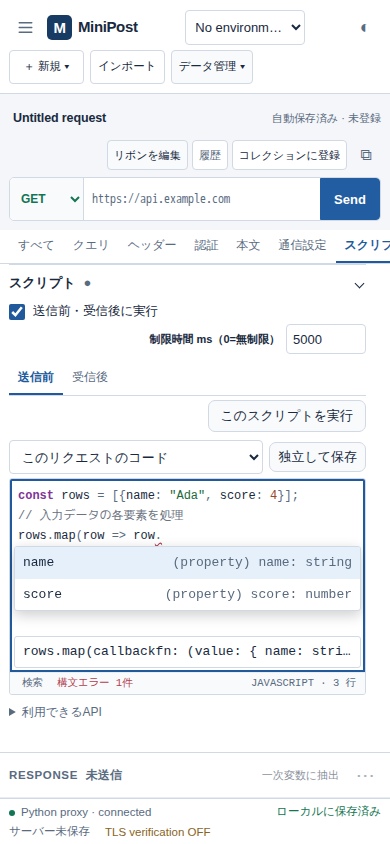 M MiniPost No environm…
＋ 新規 ▾ インポート データ管理 ▾
Untitled request 自動保存済み · 未登録
リボンを編集 履歴 コレクションに登録
GET https://api.example.com Send
すべて クエリ ヘッダー 認証 本文 通信設定 スクリプ
スクリプト ●
送信前・受信後に実行
制限時間 ms（0=無制限） 5000
送信前 受信後
このスクリプトを実行
このリクエストのコード 独立して保存
const rows = [{name: "Ada", score: 4}];
// 入力データの各要素を処理
rows.map(row => row.
name (property) name: string
score (property) score: number
rows.map(callbackfn: (value: { name: stri…
検索 構文エラー 1件 JAVASCRIPT · 3 行
▶ 利用できるAPI
RESPONSE 未送信 一次変数に抽出 ···
Python proxy · connected ローカルに保存済み
サーバー未保存 TLS verification OFF